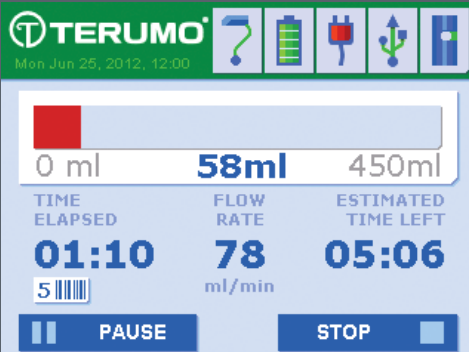 TERUMO
Mon Jun 25, 2012, 12:00
0 ml 58ml 450ml
TIME ELAPSED
01:10
FLOW RATE
78
ml/min
ESTIMATED TIME LEFT
05:06
5
PAUSE STOP